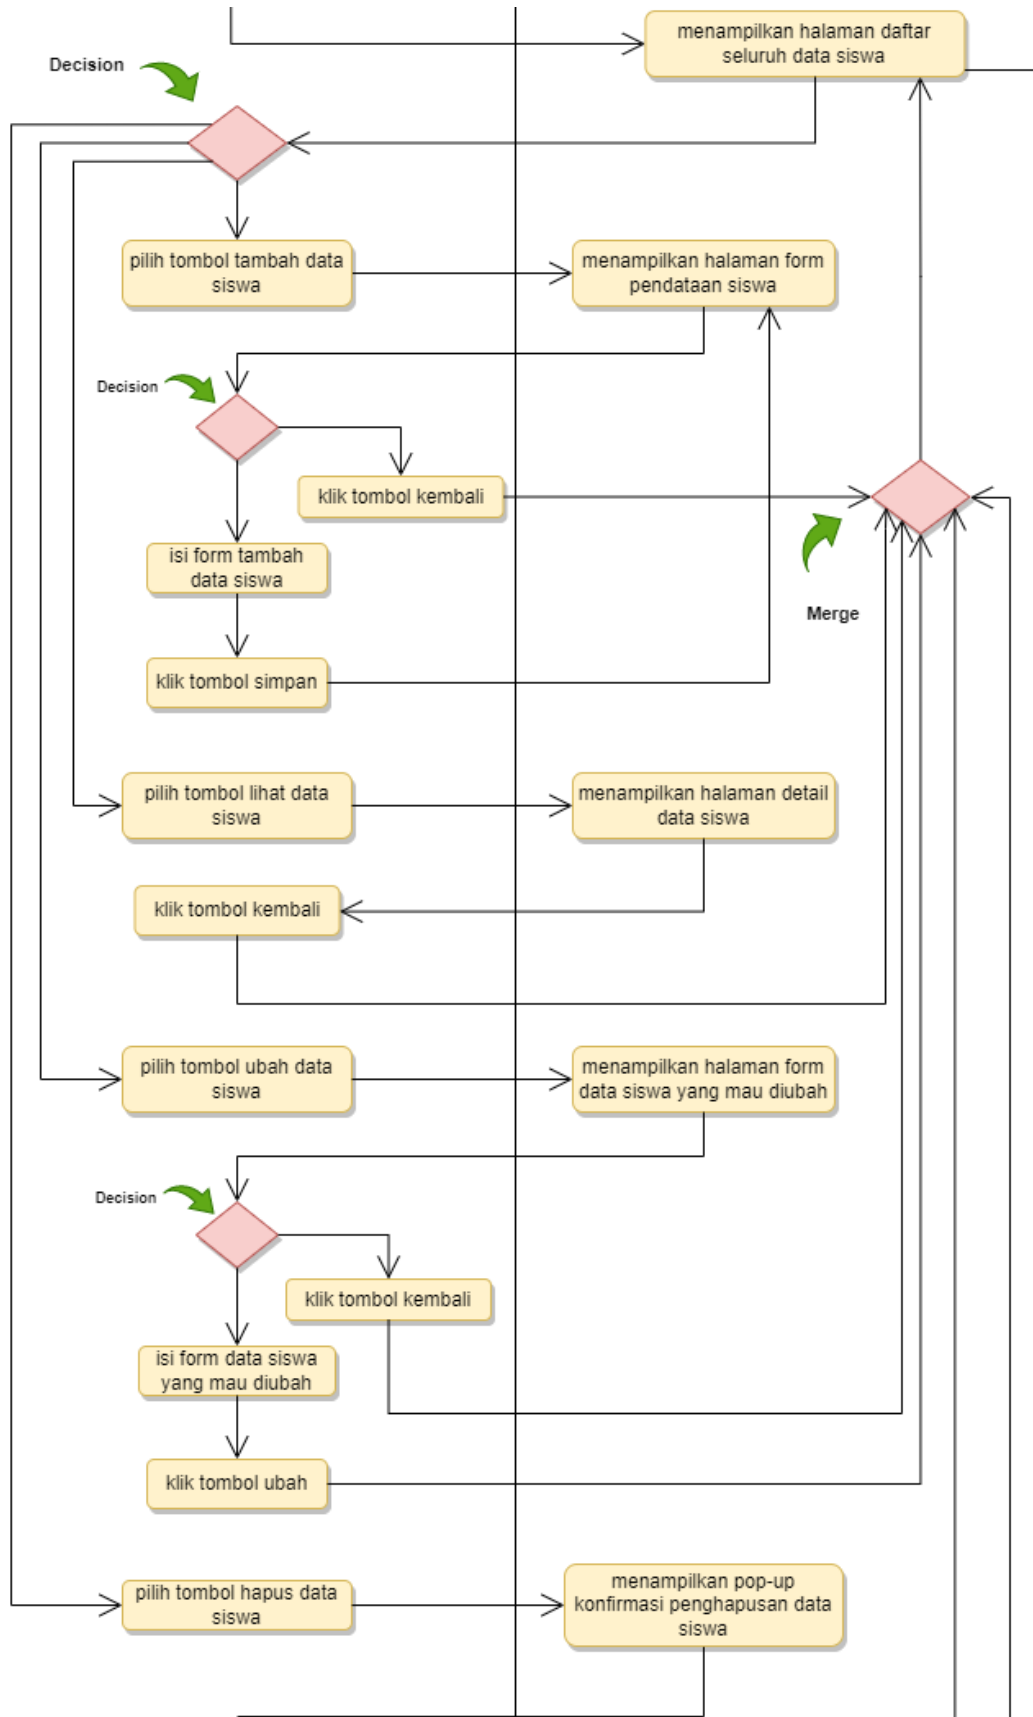 menampilkan halaman daftar
seluruh data siswa
Decision
pilih tombol tambah data
siswa
menampilkan halaman form
pendataan siswa
Decision
klik tombol kembali
isi form tambah
data siswa
Merge
klik tombol simpan
pilih tombol lihat data
siswa
menampilkan halaman detail
data siswa
klik tombol kembali
pilih tombol ubah data
siswa
menampilkan halaman form
data siswa yang mau diubah
Decision
klik tombol kembali
isi form data siswa
yang mau diubah
klik tombol ubah
pilih tombol hapus data
siswa
menampilkan pop-up
konfirmasi penghapusan data
siswa